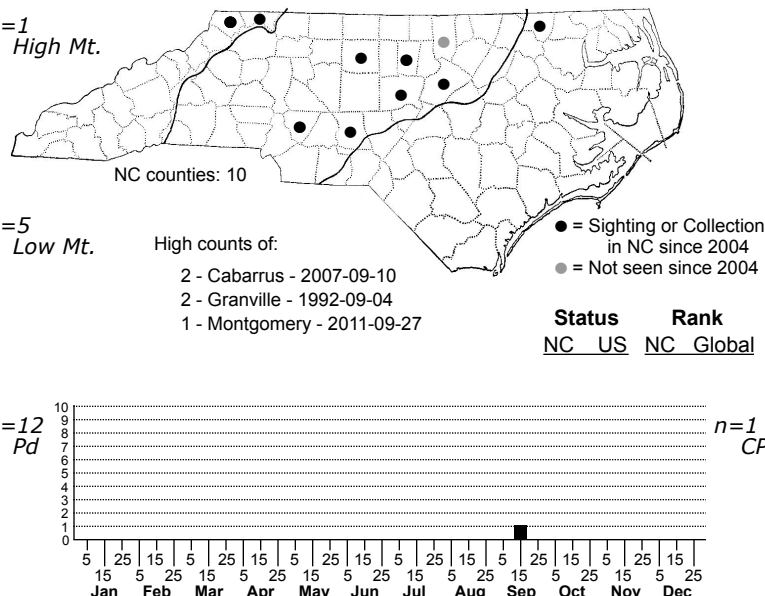 =1
High Mt.
NC counties: 10
=5
Low Mt.
High counts of:
2 - Cabarrus - 2007-09-10
2 - Granville - 1992-09-04
1 - Montgomery - 2011-09-27
● = Sighting or Collection
in NC since 2004
● = Not seen since 2004
Status Rank
NC US NC Global
=12
Pd
n=1
CP
10
9
8
7
6
5
4
3
2
1
0
5 25 15 5 25 15 5 25 15 5 25 15 5 25 15 5 25 15
15 5 25 15 5 25 15 5 25 15 5 25 15 5 25 15 5 25
Jan Feb Mar Apr May Jun Jul Aug Sep Oct Nov Dec